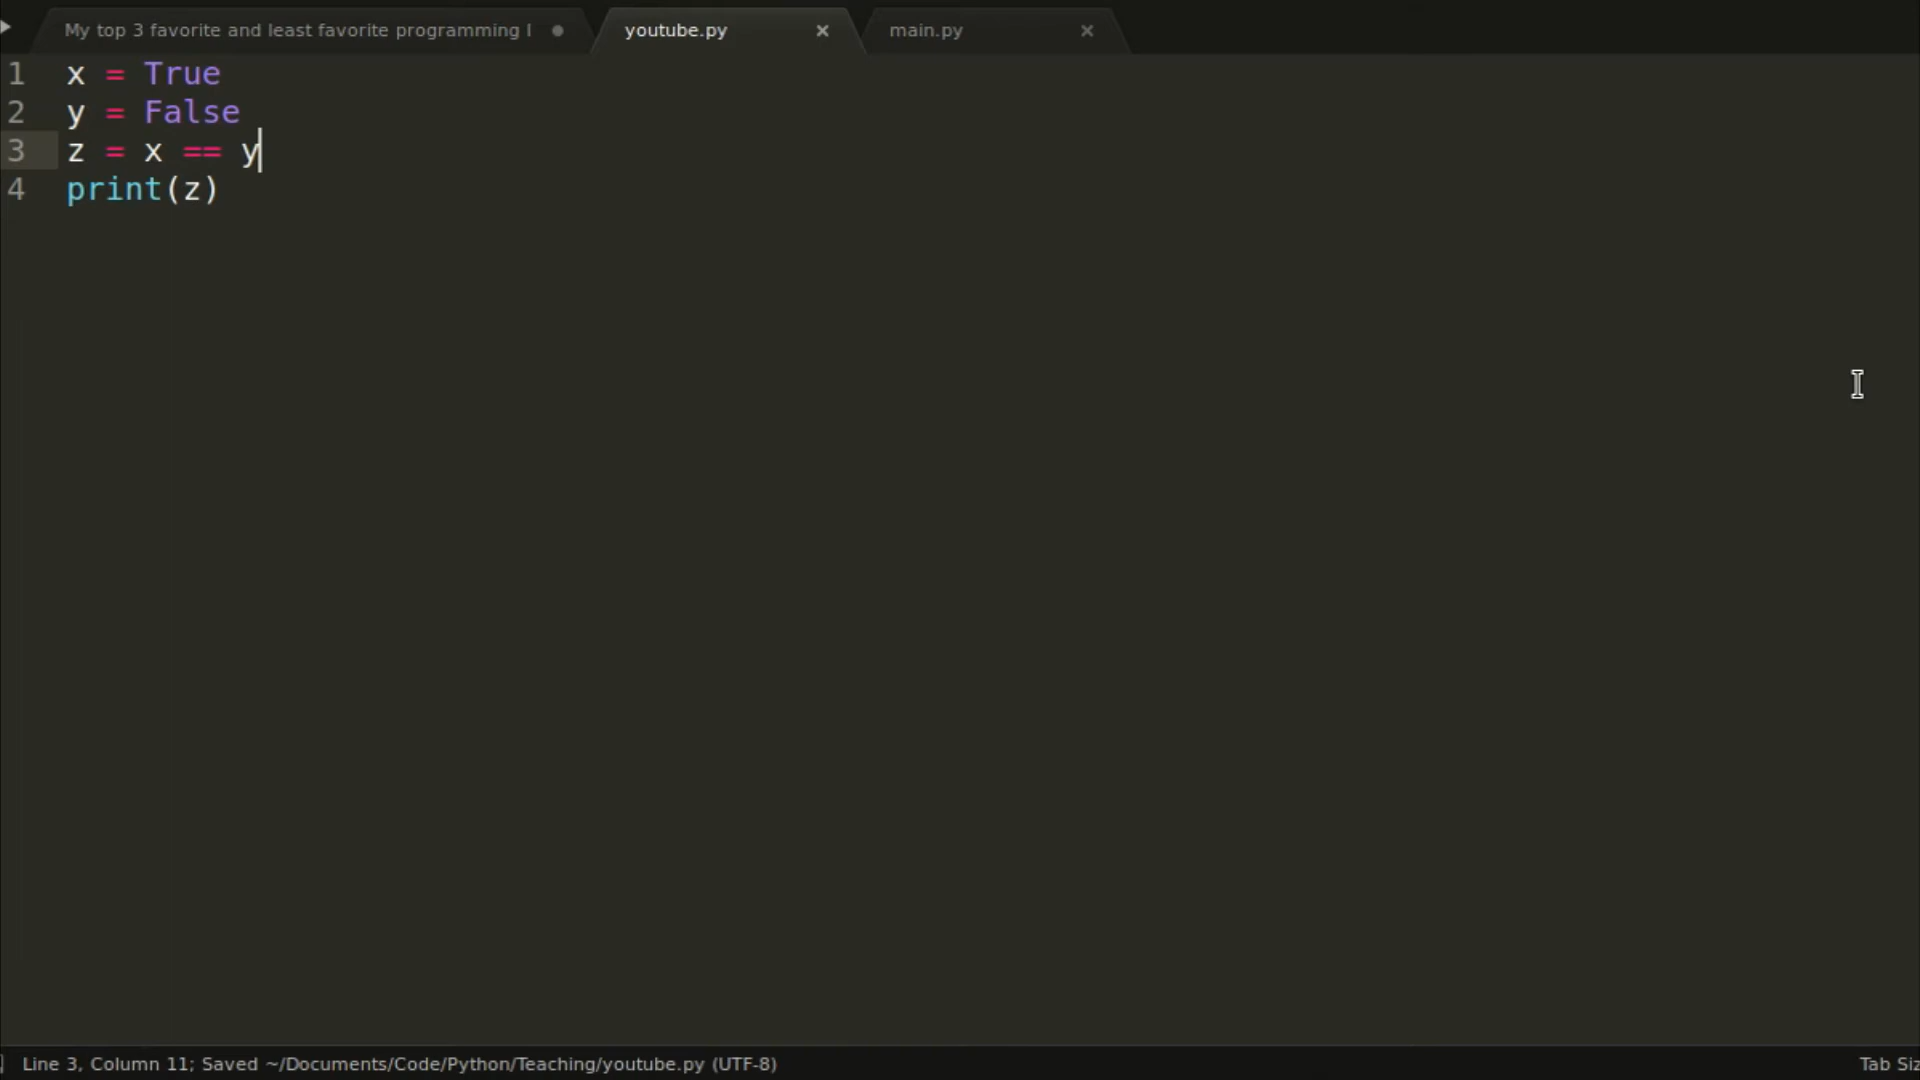 My top 3 favorite and least favorite programming l
youtube.py
main.py
1 x = True
2 y = False
3 z = x == y
4 print(z)
Line 3, Column 11; Saved ~/Documents/Code/Python/Teaching/youtube.py (UTF-8)
Tab Siz